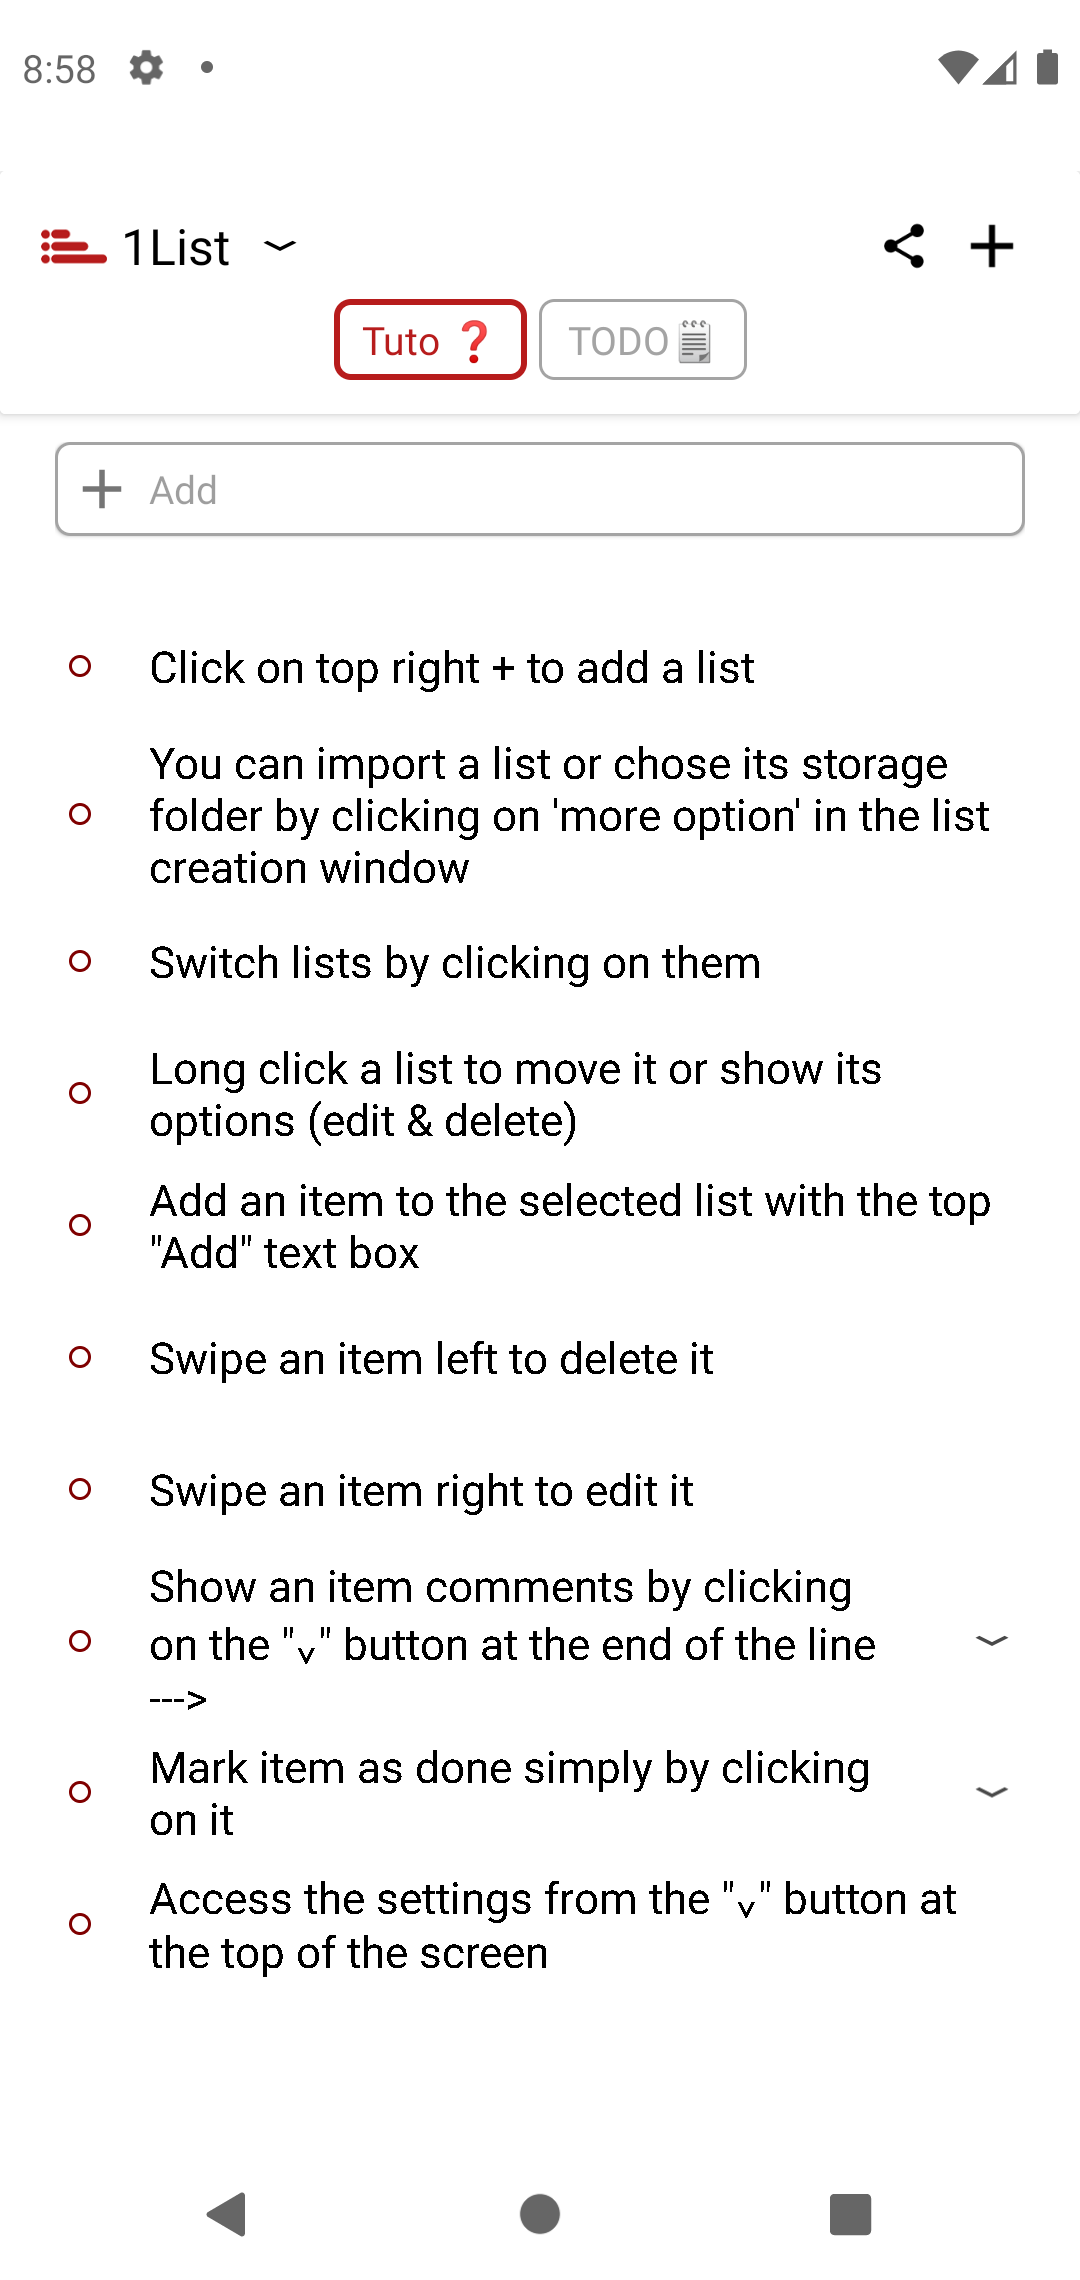 8:58
1List
Tuto ❓
TODO
Add
Click on top right + to add a list
You can import a list or chose its storage
folder by clicking on 'more option' in the list
creation window
Switch lists by clicking on them
Long click a list to move it or show its
options (edit & delete)
Add an item to the selected list with the top
"Add" text box
Swipe an item left to delete it
Swipe an item right to edit it
Show an item comments by clicking
on the "˅" button at the end of the line
--->
Mark item as done simply by clicking
on it
Access the settings from the "˅" button at
the top of the screen